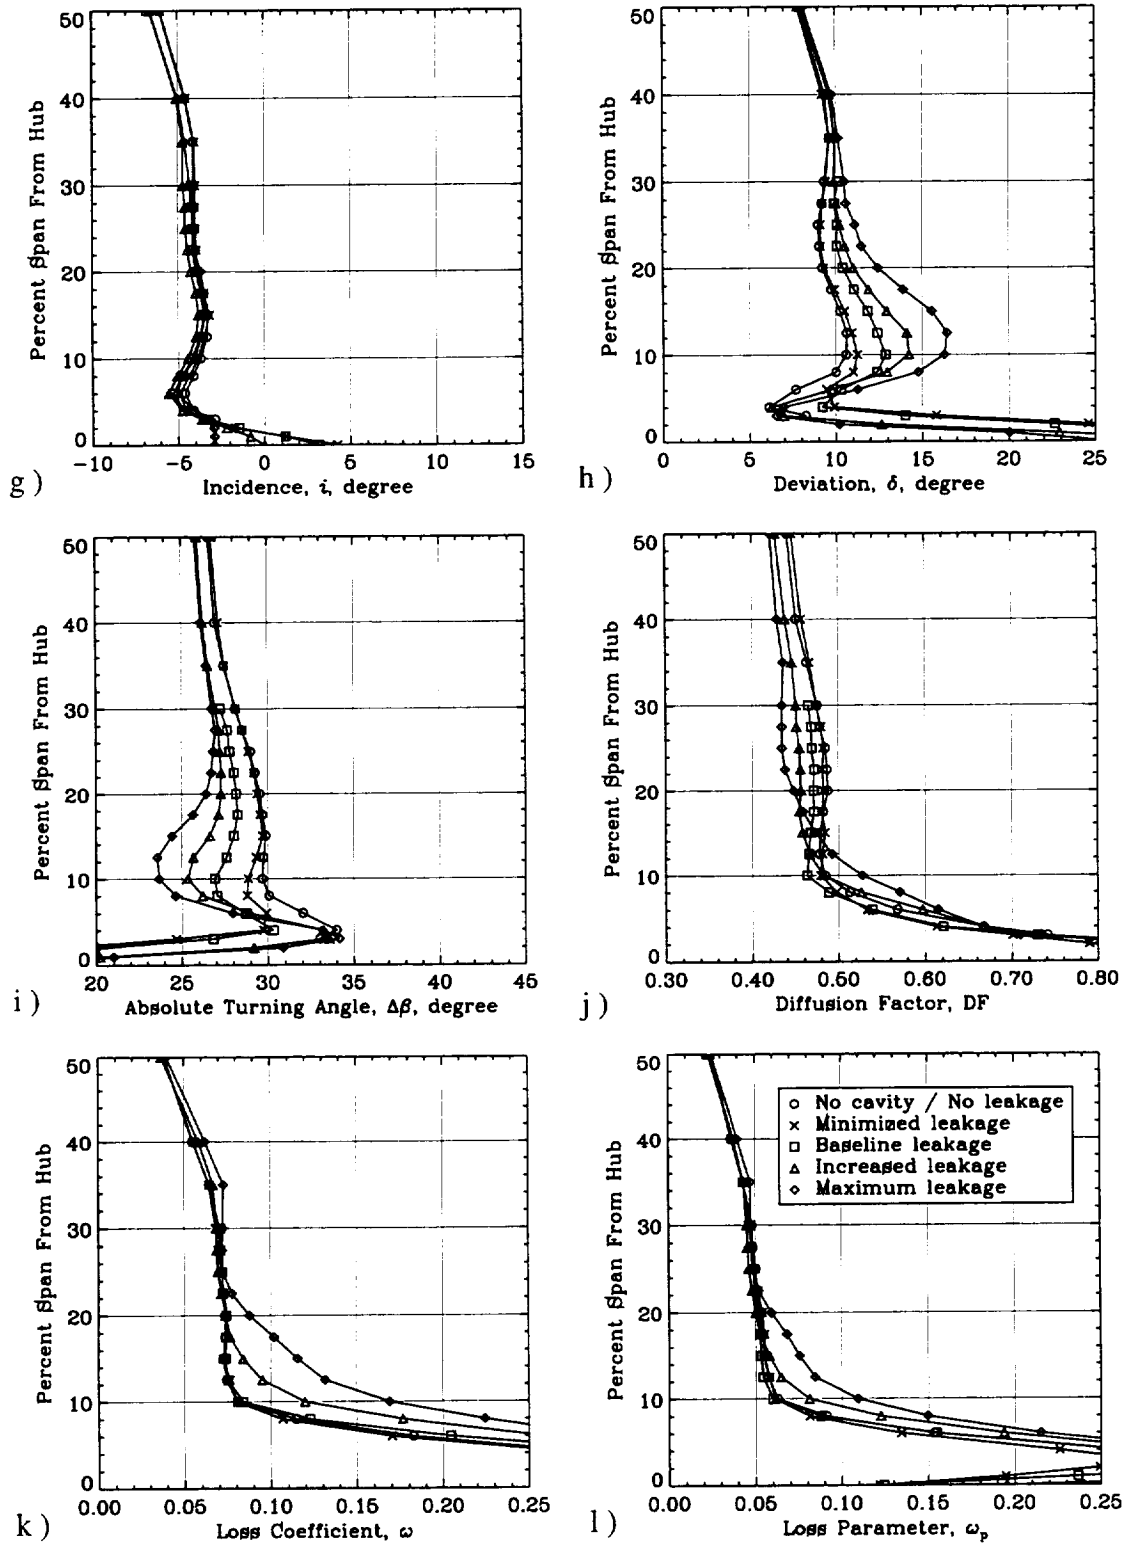 50
40
30
20
10
0
Percent Span From Hub
-10 -5 0 5 10 15
Incidence, i, degree
g )
50
40
30
20
10
0
Percent Span From Hub
0 5 10 15 20 25
Deviation, δ, degree
h )
50
40
30
20
10
0
Percent Span From Hub
20 25 30 35 40 45
Absolute Turning Angle, Δβ, degree
i )
50
40
30
20
10
0
Percent Span From Hub
0.30 0.40 0.50 0.60 0.70 0.80
Diffusion Factor, DF
j )
50
40
30
20
10
0
Percent Span From Hub
0.00 0.05 0.10 0.15 0.20 0.25
Loss Coefficient, ω
k )
50
40
30
20
10
0
Percent Span From Hub
No cavity / No leakage
Minimized leakage
Baseline leakage
Increased leakage
Maximum leakage
0.00 0.05 0.10 0.15 0.20 0.25
Loss Parameter, ωp
l )